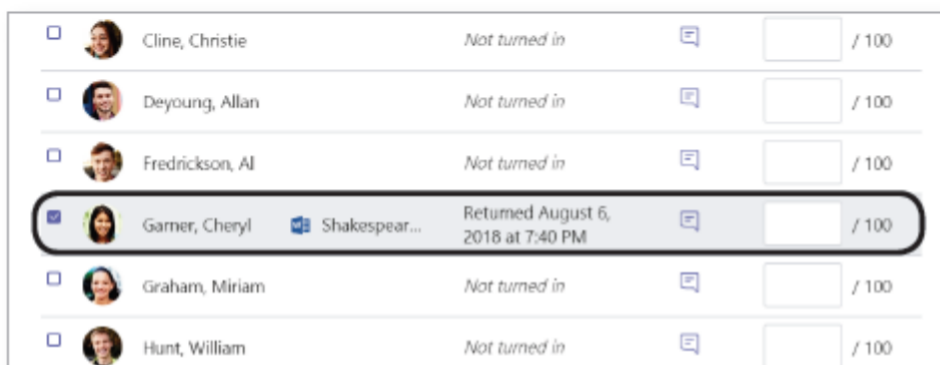 Cline, Christie Not turned in / 100
Deyoung, Allan Not turned in / 100
Fredrickson, Al Not turned in / 100
Garner, Cheryl Shakespear... Returned August 6,
2018 at 7:40 PM / 100
Graham, Miriam Not turned in / 100
Hunt, William Not turned in / 100